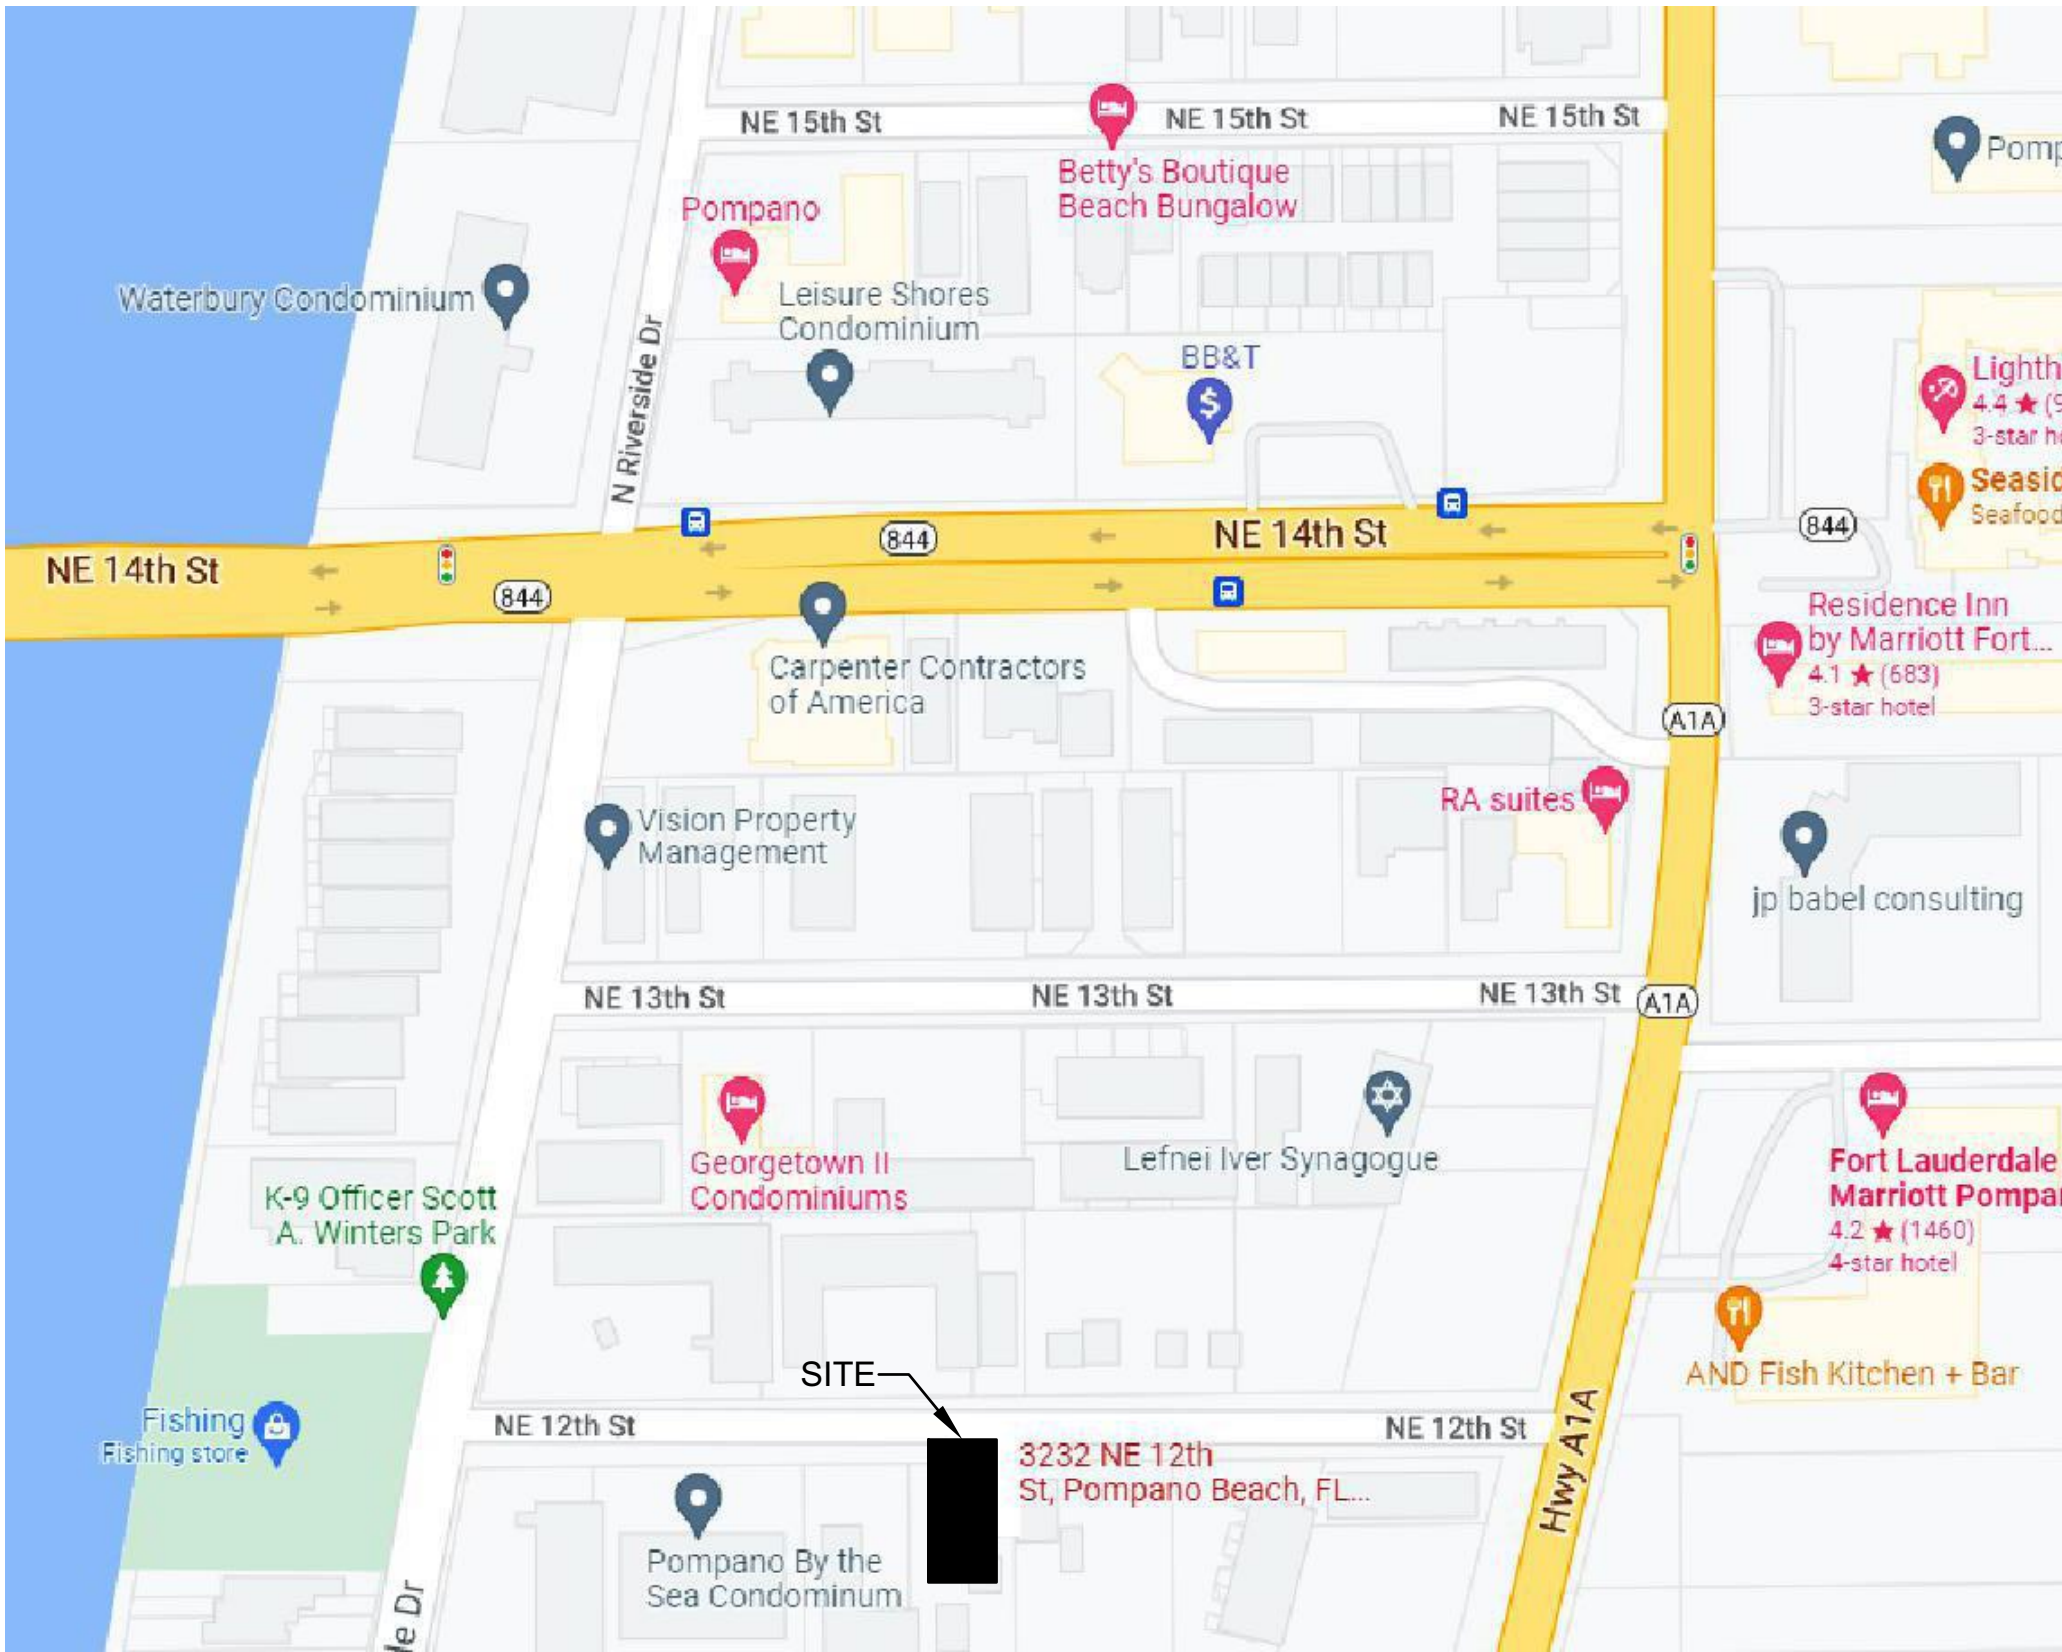 NE 15th St
NE 15th St
NE 15th St
Betty's Boutique
Beach Bungalow
Pomp
Pompano
Waterbury Condominium
Leisure Shores
Condominium
N Riverside Dr
BB&T
$
Lighth
4.4 ★ (9
3-star h
Seasid
Seafood
844
NE 14th St
844
NE 14th St
844
Residence Inn
by Marriott Fort...
4.1 ★ (683)
3-star hotel
Carpenter Contractors
of America
A1A
RA suites
Vision Property
Management
jp babel consulting
NE 13th St
NE 13th St
NE 13th St
A1A
Georgetown II
Condominiums
Lefnei Iver Synagogue
Fort Lauderdale
Marriott Pompa
4.2 ★ (1460)
4-star hotel
K-9 Officer Scott
A. Winters Park
AND Fish Kitchen + Bar
SITE
Fishing
Fishing store
NE 12th St
NE 12th St
Hwy A1A
3232 NE 12th
St, Pompano Beach, FL...
Pompano By the
Sea Condominum
le Dr